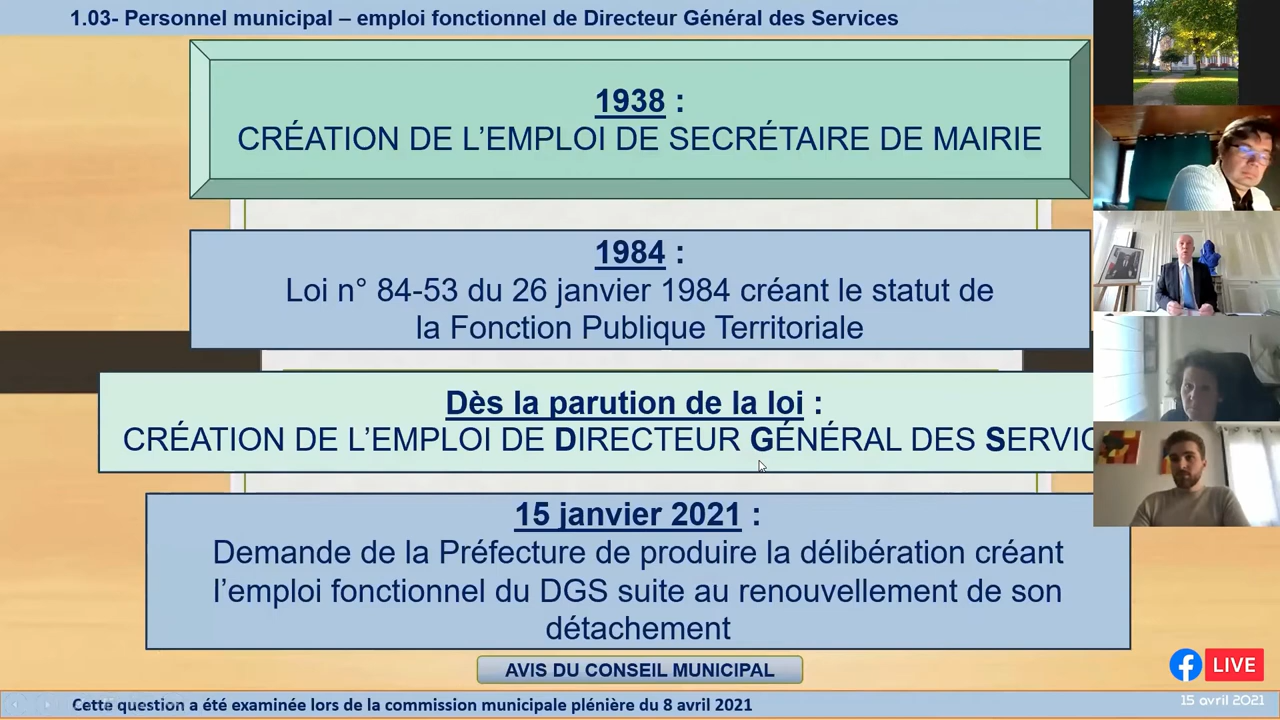 1.03- Personnel municipal – emploi fonctionnel de Directeur Général des Services
1938 :
CRÉATION DE L’EMPLOI DE SECRÉTAIRE DE MAIRIE
1984 :
Loi n° 84-53 du 26 janvier 1984 créant le statut de
la Fonction Publique Territoriale
Dès la parution de la loi :
CRÉATION DE L’EMPLOI DE DIRECTEUR GÉNÉRAL DES SERVIC
15 janvier 2021 :
Demande de la Préfecture de produire la délibération créant
l’emploi fonctionnel du DGS suite au renouvellement de son
détachement
AVIS DU CONSEIL MUNICIPAL
LIVE
15 avril 2021
Cette question a été examinée lors de la commission municipale plénière du 8 avril 2021